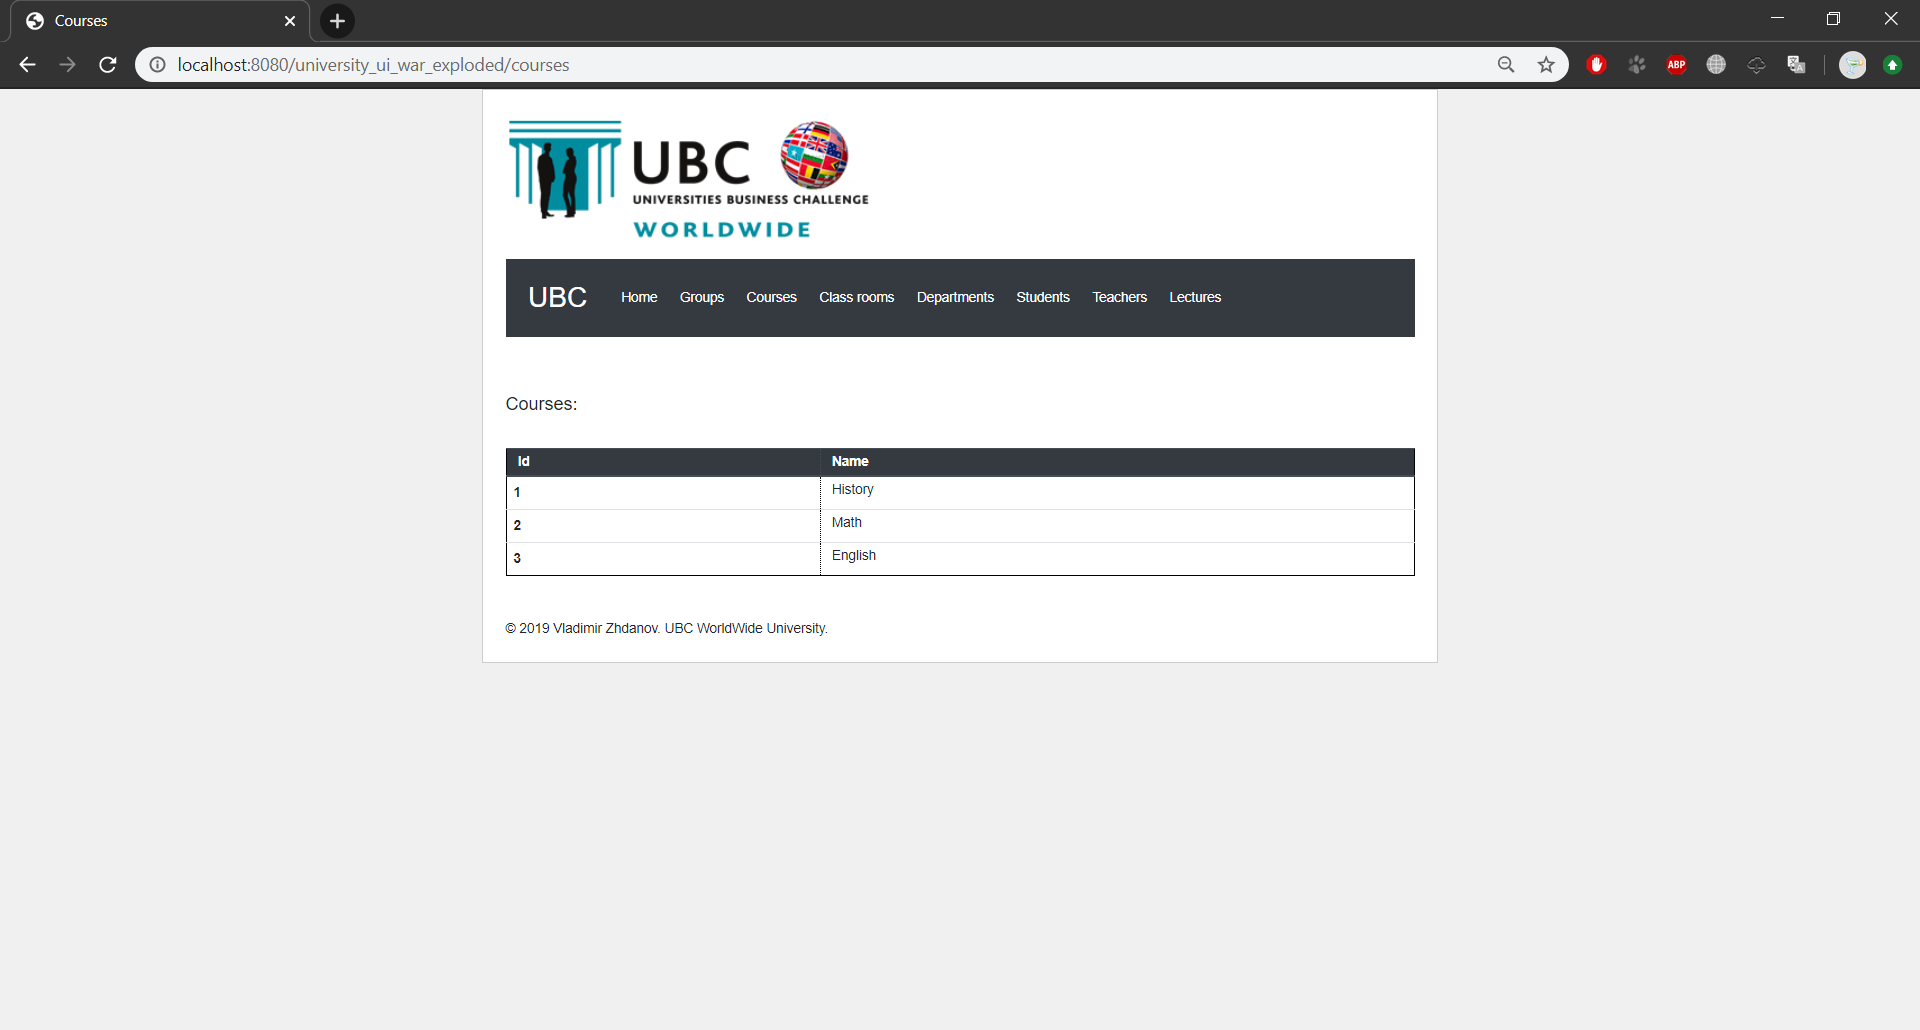 Courses
localhost:8080/university_ui_war_exploded/courses
ABP
UBC
UNIVERSITIES BUSINESS CHALLENGE
WORLDWIDE
UBC Home Groups Courses Class rooms Departments Students Teachers Lectures
Courses:
Id Name
1 History
2 Math
3 English
© 2019 Vladimir Zhdanov. UBC WorldWide University.